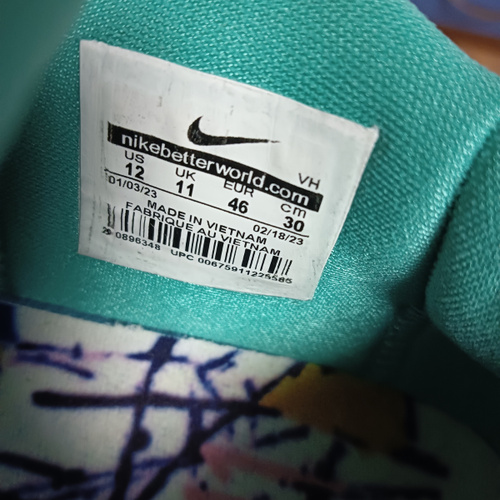 nikebetterworld.com
VH
US UK EUR cm
12 11 46 30
01/03/23 02/18/23
MADE IN VIETNAM
FABRIQUE AU VIETNAM
0896348 UPC 00675911225585